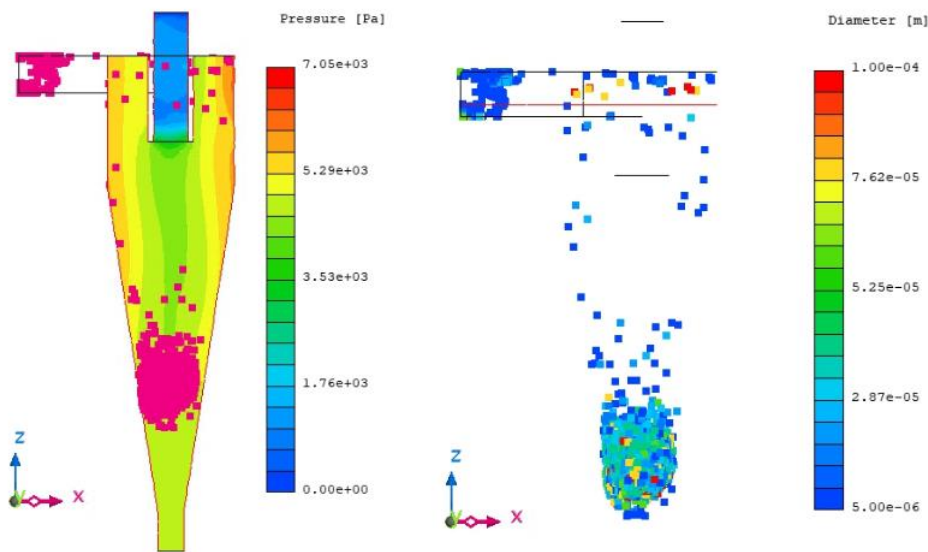 Pressure [Pa]
7.05e+03
5.29e+03
3.53e+03
1.76e+03
0.00e+00
Z
Y
X
Diameter [m]
1.00e-04
7.62e-05
5.25e-05
2.87e-05
5.00e-06
Z
Y
X